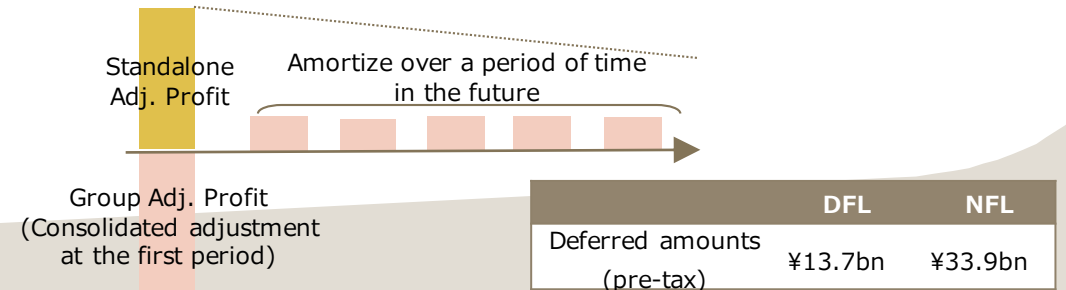 Standalone
Adj. Profit
Amortize over a period of time
in the future
Group Adj. Profit
(Consolidated adjustment
at the first period)
DFL NFL
Deferred amounts
(pre-tax)
¥13.7bn ¥33.9bn